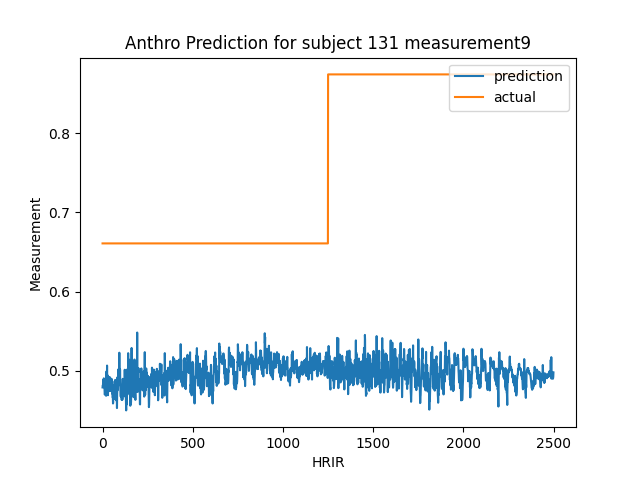 Anthro Prediction for subject 131 measurement9
prediction
actual
Measurement
0.8
0.7
0.6
0.5
0
500
1000
1500
2000
2500
HRIR